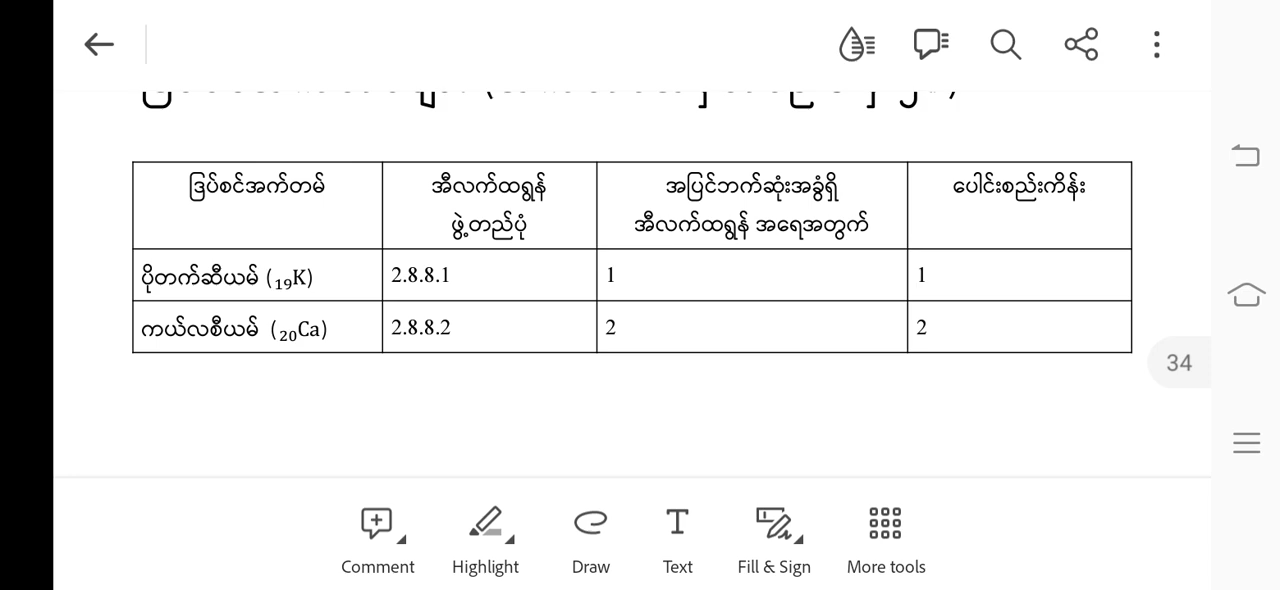 ဒြပ်စင်အက်တမ် အီလက်ထရွန် ဖွဲ့တည်ပုံ အပြင်ဘက်ဆုံးအခွံရှိ အီလက်ထရွန် အရေအတွက် ပေါင်းစည်းကိန်း
ပိုတက်ဆီယမ် (₁₉K) 2.8.8.1 1 1
ကယ်လစီယမ် (₂₀Ca) 2.8.8.2 2 2
34
Comment Highlight Draw Text Fill & Sign More tools